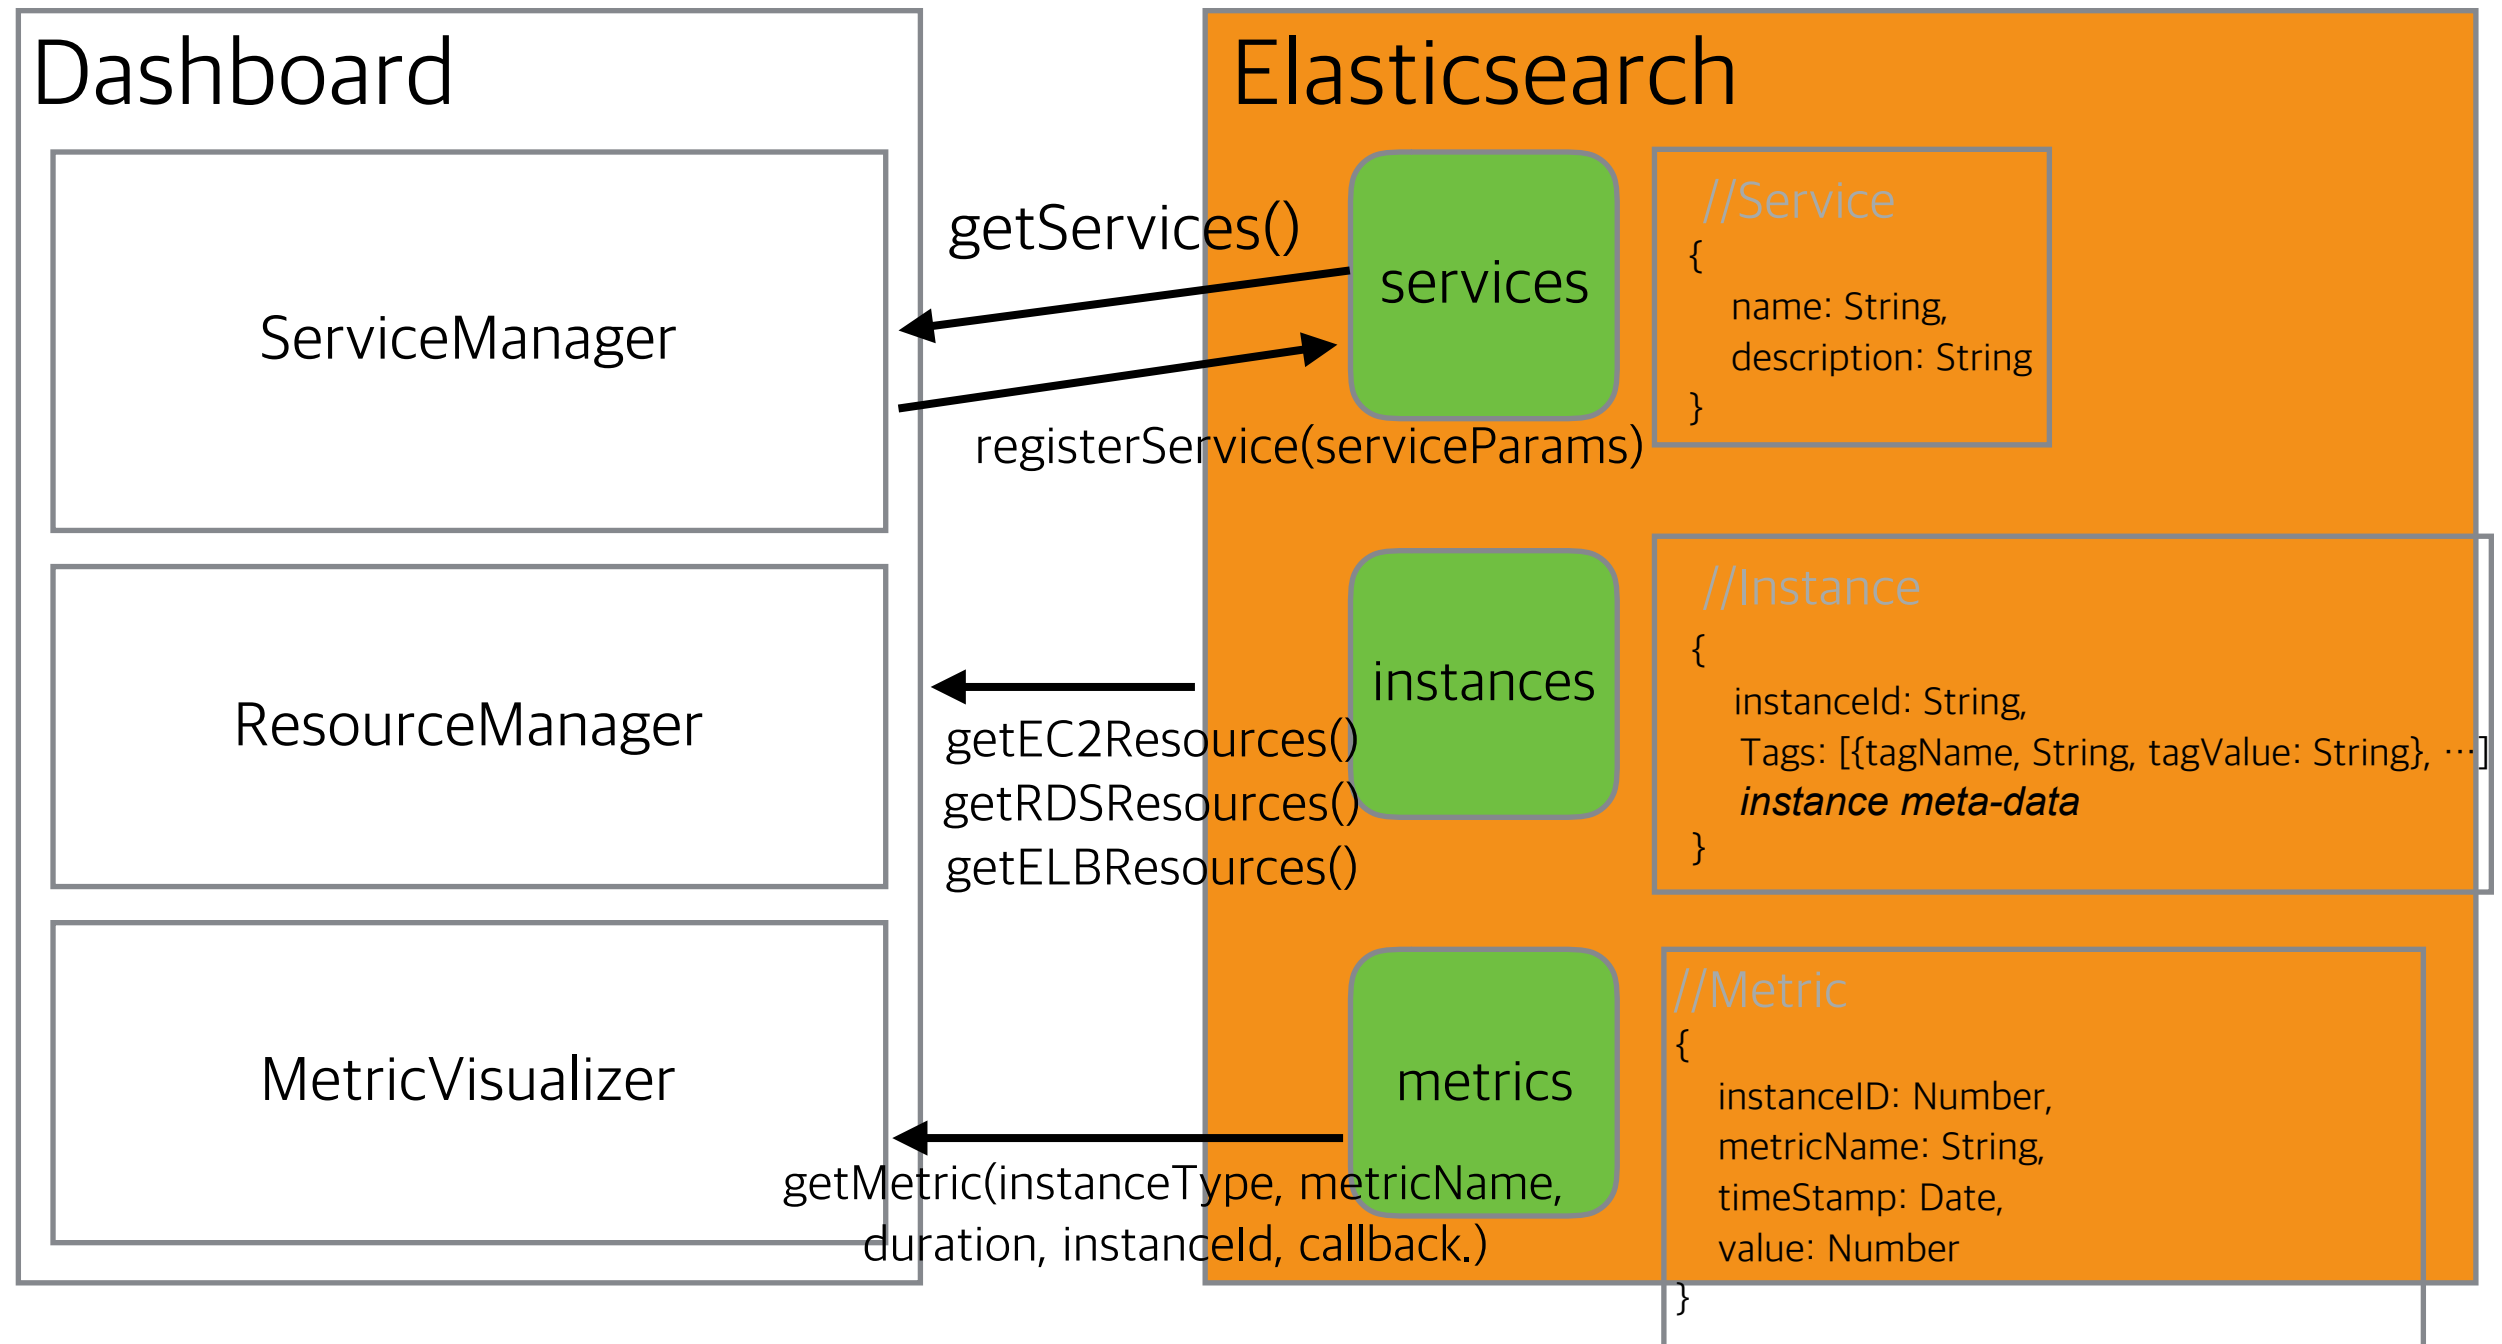 Dashboard
ServiceManager
ResourceManager
MetricVisualizer
getServices()
registerService(serviceParams)
getEC2Resources()
getRDSResources()
getELBResources()
getMetric(instanceType, metricName,
duration, instanceId, callback.)
Elasticsearch
services
//Service
{
name: String,
description: String
}
instances
//Instance
{
instanceId: String,
Tags: [{tagName, String, tagValue: String}, ⋯]
instance meta-data
}
metrics
//Metric
{
instanceID: Number,
metricName: String,
timeStamp: Date,
value: Number
}